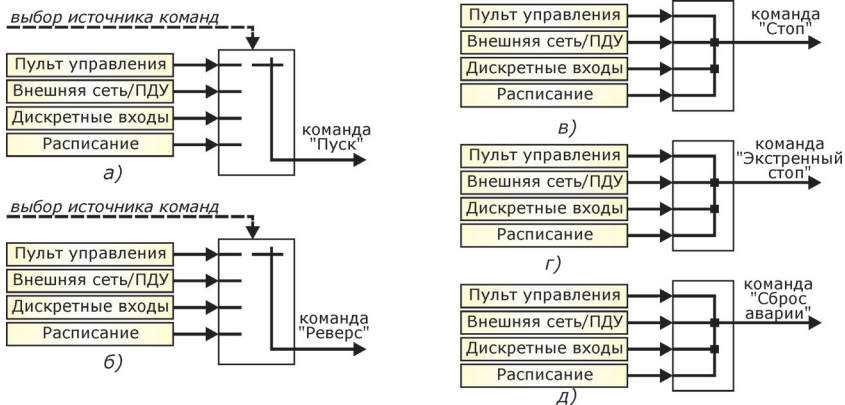 выбор источника команд
Пульт управления
Внешняя сеть/ПДУ
Дискретные входы
Расписание
команда
"Пуск"
а)
выбор источника команд
Пульт управления
Внешняя сеть/ПДУ
Дискретные входы
Расписание
команда
"Реверс"
б)
Пульт управления
Внешняя сеть/ПДУ
Дискретные входы
Расписание
команда
"Стоп"
в)
Пульт управления
Внешняя сеть/ПДУ
Дискретные входы
Расписание
команда
"Экстренный
стоп"
г)
Пульт управления
Внешняя сеть/ПДУ
Дискретные входы
Расписание
команда
"Сброс
аварии"
д)